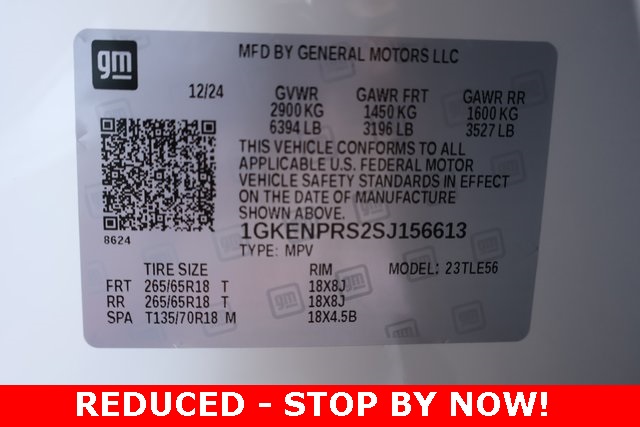 gm
MFD BY GENERAL MOTORS LLC
12/24 GVWR GAWR FRT GAWR RR
2900 KG 1450 KG 1600 KG
6394 LB 3196 LB 3527 LB
THIS VEHICLE CONFORMS TO ALL
APPLICABLE U.S. FEDERAL MOTOR
VEHICLE SAFETY STANDARDS IN EFFECT
ON THE DATE OF MANUFACTURE
SHOWN ABOVE.
8624
1GKENPRS2SJ156613
TYPE: MPV
TIRE SIZE RIM MODEL: 23TLE56
FRT 265/65R18 T 18X8J
RR 265/65R18 T 18X8J
SPA T135/70R18 M 18X4.5B
REDUCED - STOP BY NOW!